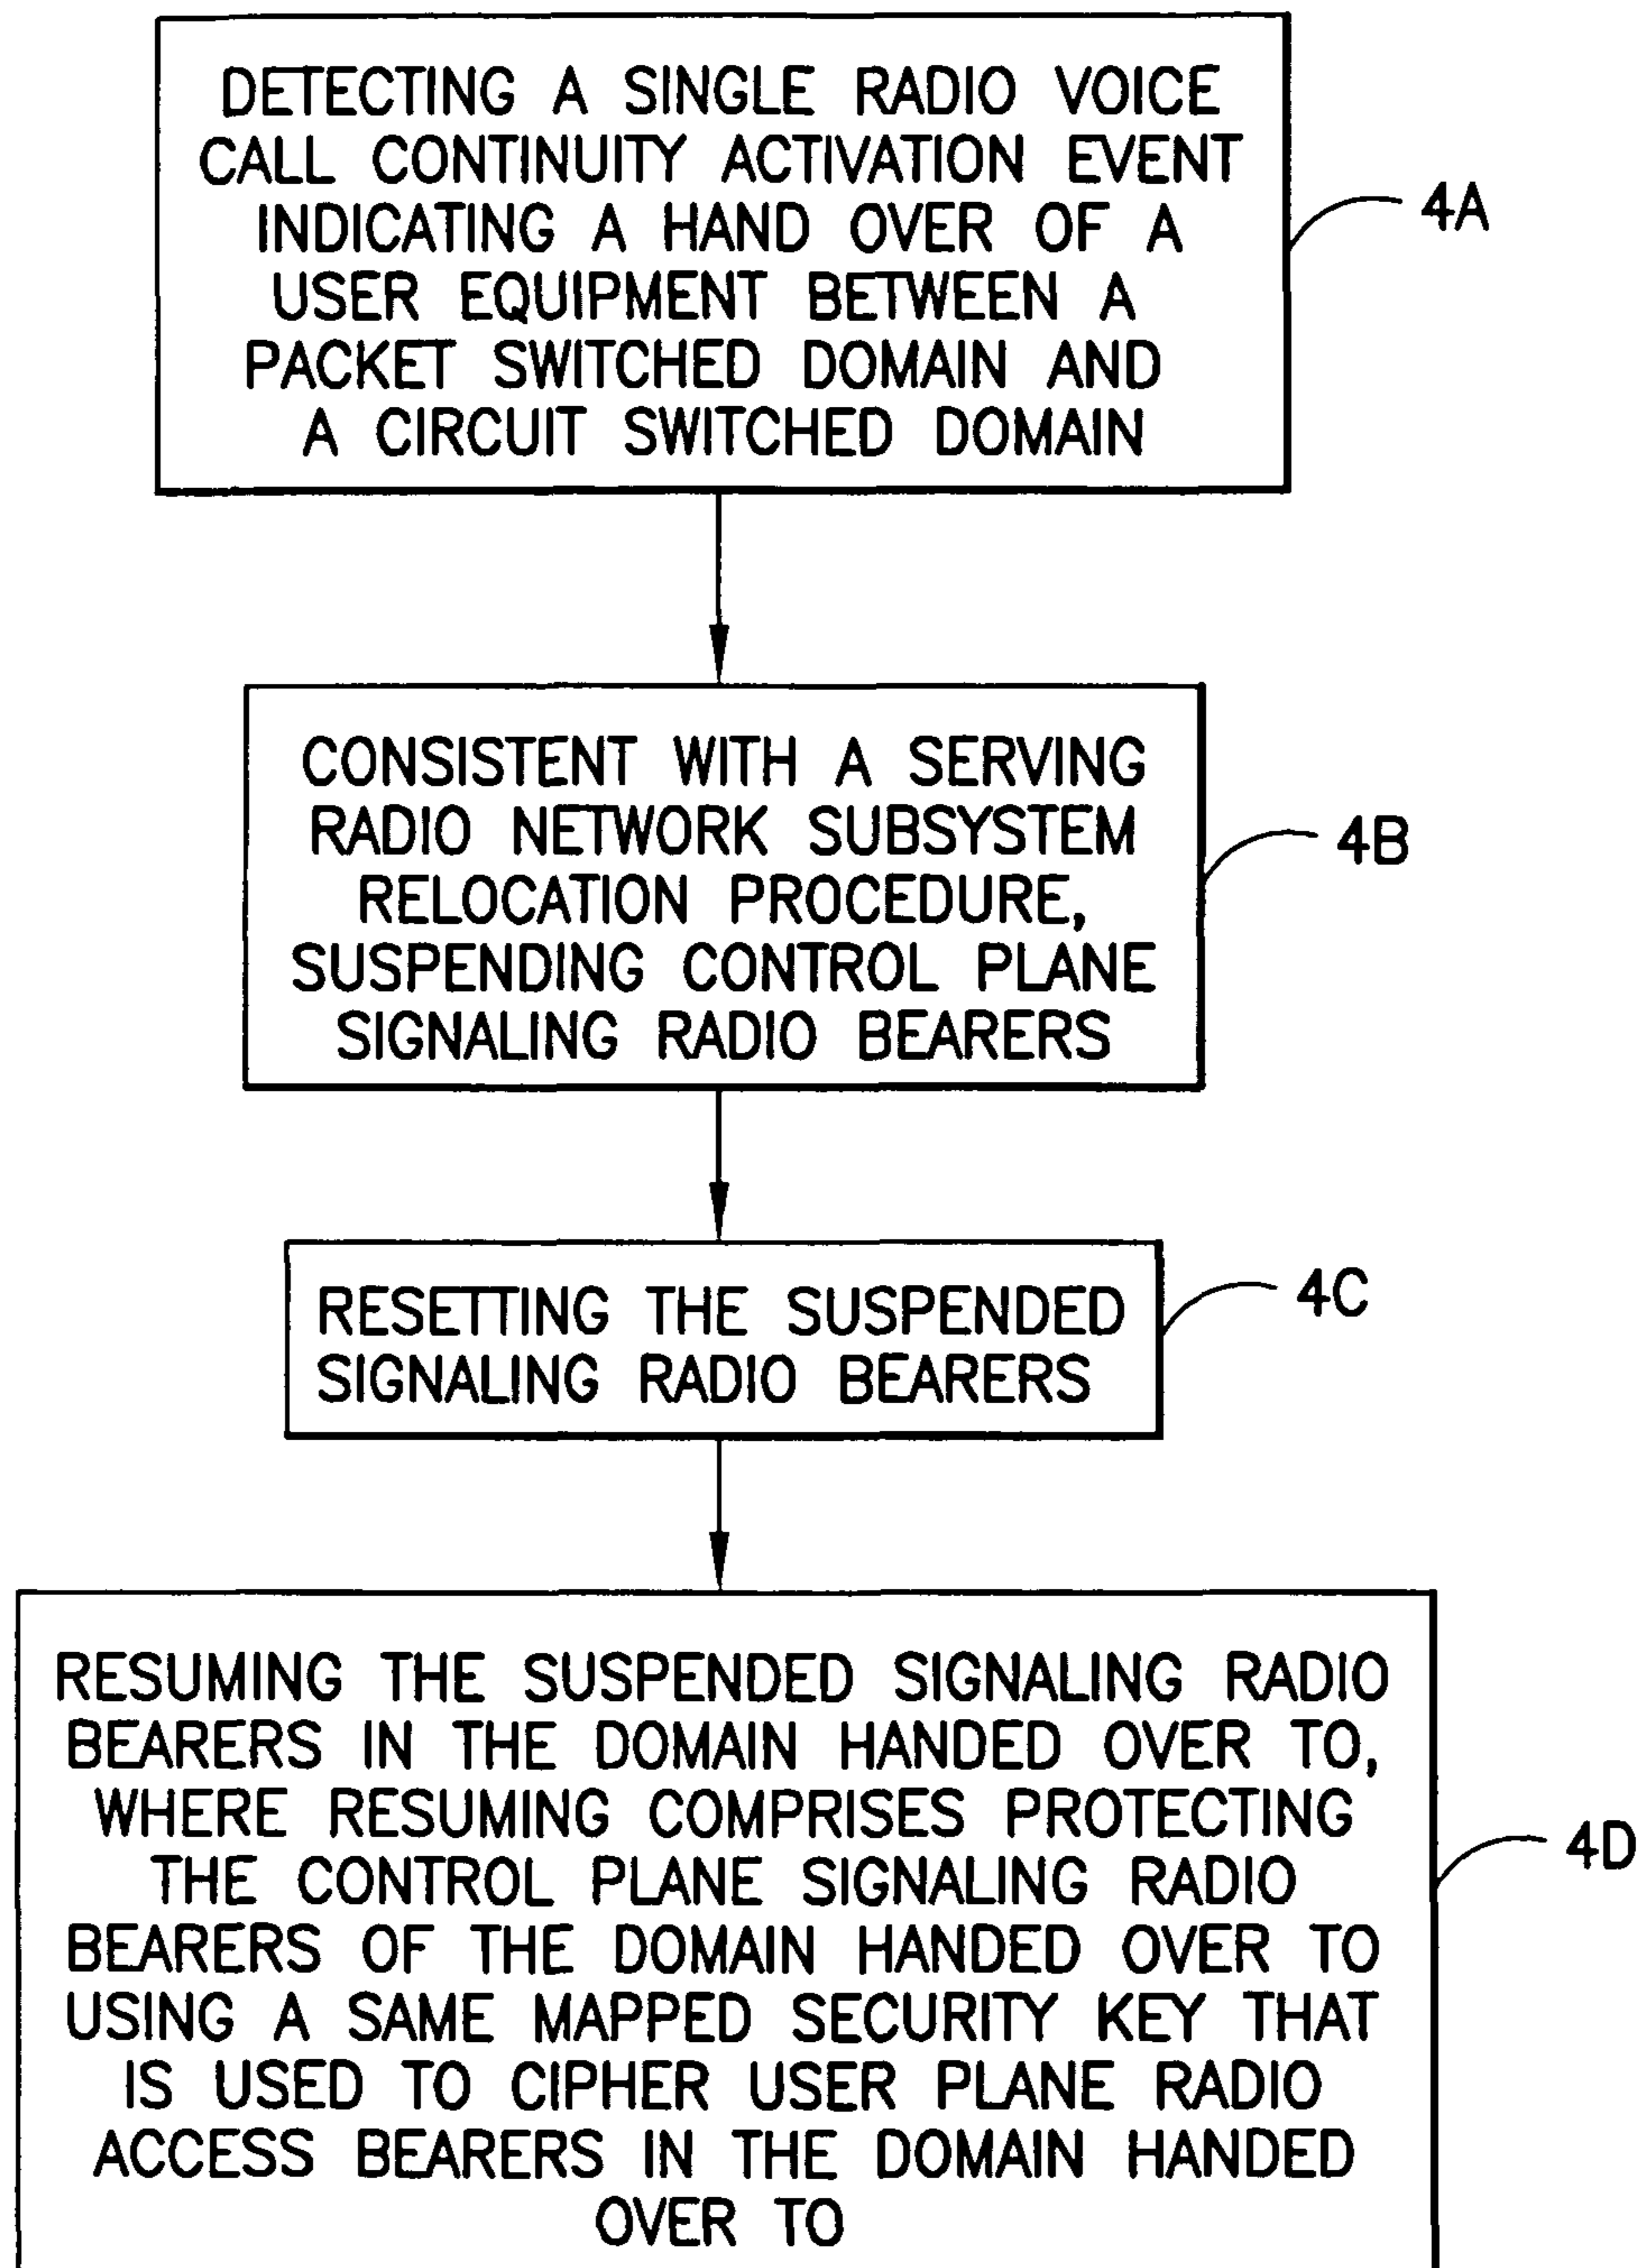 DETECTING A SINGLE RADIO VOICE
CALL CONTINUITY ACTIVATION EVENT
INDICATING A HAND OVER OF A
USER EQUIPMENT BETWEEN A
PACKET SWITCHED DOMAIN AND
A CIRCUIT SWITCHED DOMAIN
4A
CONSISTENT WITH A SERVING
RADIO NETWORK SUBSYSTEM
RELOCATION PROCEDURE,
SUSPENDING CONTROL PLANE
SIGNALING RADIO BEARERS
4B
RESETTING THE SUSPENDED
SIGNALING RADIO BEARERS
4C
RESUMING THE SUSPENDED SIGNALING RADIO
BEARERS IN THE DOMAIN HANDED OVER TO,
WHERE RESUMING COMPRISES PROTECTING
THE CONTROL PLANE SIGNALING RADIO
BEARERS OF THE DOMAIN HANDED OVER TO
USING A SAME MAPPED SECURITY KEY THAT
IS USED TO CIPHER USER PLANE RADIO
ACCESS BEARERS IN THE DOMAIN HANDED
OVER TO
4D